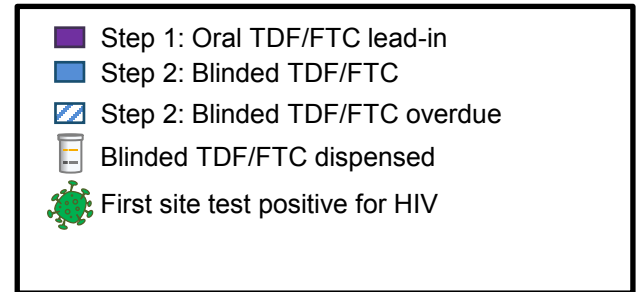 Step 1: Oral TDF/FTC lead-in
Step 2: Blinded TDF/FTC
Step 2: Blinded TDF/FTC overdue
Blinded TDF/FTC dispensed
First site test positive for HIV